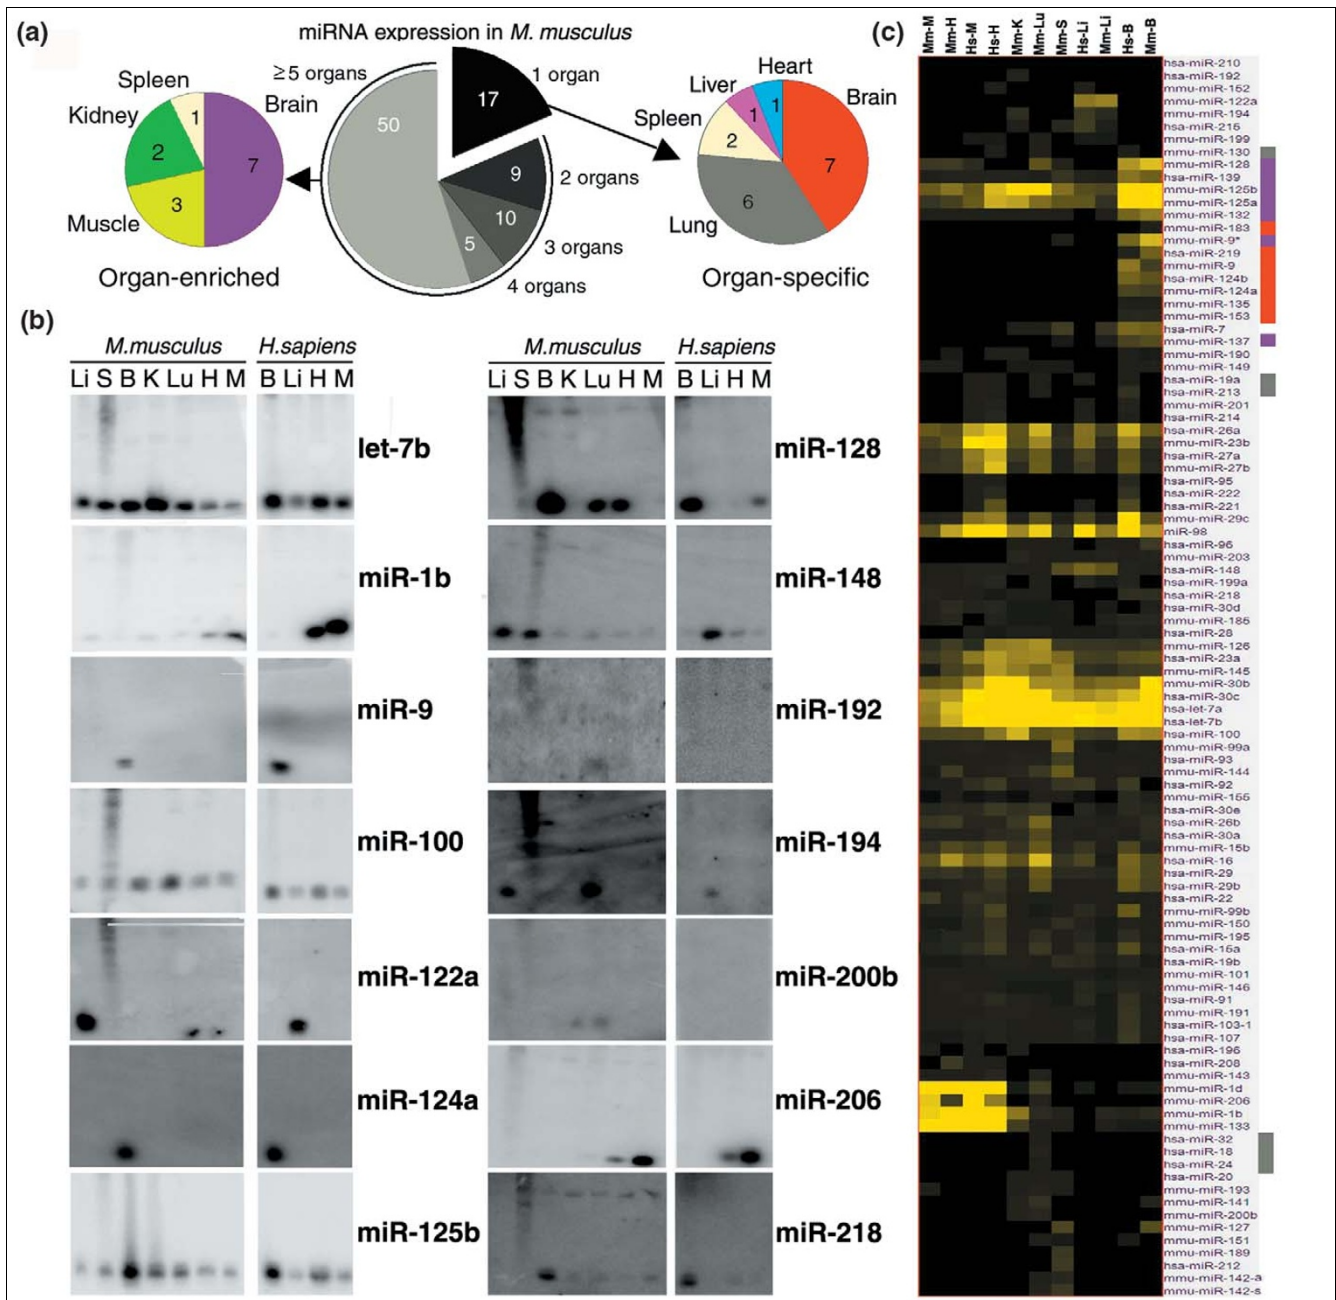 (a)
miRNA expression in M. musculus
≥5 organs
1 organ
17
50
9
2 organs
10
3 organs
5
4 organs
Spleen
Kidney
Brain
1
2
7
3
Muscle
Organ-enriched
Heart
Liver
Brain
Spleen
1
1
2
7
6
Lung
Organ-specific
(b)
M.musculus H.sapiens
Li S B K Lu H M B Li H M
let-7b
miR-1b
miR-9
miR-100
miR-122a
miR-124a
miR-125b
M.musculus H.sapiens
Li S B K Lu H M B Li H M
miR-128
miR-148
miR-192
miR-194
miR-200b
miR-206
miR-218
(c)
Mm-M
Mm-H
Hs-M
Hs-H
Mm-K
Mm-Lu
Mm-S
Hs-Li
Mm-Li
Hs-B
Mm-B
hsa-miR-210
hsa-miR-192
mmu-miR-152
mmu-miR-122a
mmu-miR-194
hsa-miR-215
mmu-miR-199
mmu-miR-130
mmu-miR-128
hsa-miR-139
mmu-miR-125b
mmu-miR-125a
mmu-miR-132
mmu-miR-183
mmu-miR-9*
hsa-miR-219
mmu-miR-9
hsa-miR-124b
mmu-miR-124a
mmu-miR-135
mmu-miR-153
hsa-miR-7
mmu-miR-137
mmu-miR-190
mmu-miR-149
hsa-miR-19a
hsa-miR-213
mmu-miR-201
hsa-miR-214
hsa-miR-26a
mmu-miR-23b
hsa-miR-27a
mmu-miR-27b
hsa-miR-95
hsa-miR-222
hsa-miR-221
mmu-miR-29c
miR-98
hsa-miR-96
mmu-miR-203
hsa-miR-148
hsa-miR-199a
hsa-miR-218
hsa-miR-30d
mmu-miR-185
hsa-miR-28
mmu-miR-126
hsa-miR-23a
mmu-miR-145
mmu-miR-30b
hsa-miR-30c
hsa-let-7a
hsa-let-7b
hsa-miR-100
mmu-miR-99a
hsa-miR-93
mmu-miR-144
hsa-miR-92
mmu-miR-155
hsa-miR-30e
hsa-miR-26b
hsa-miR-30a
mmu-miR-15b
hsa-miR-16
hsa-miR-29
hsa-miR-29b
hsa-miR-22
mmu-miR-99b
mmu-miR-150
mmu-miR-195
hsa-miR-15a
hsa-miR-19b
mmu-miR-101
mmu-miR-146
hsa-miR-91
mmu-miR-191
hsa-miR-103-1
hsa-miR-107
hsa-miR-196
hsa-miR-208
mmu-miR-143
mmu-miR-1d
mmu-miR-206
mmu-miR-1b
mmu-miR-133
hsa-miR-32
hsa-miR-18
hsa-miR-24
hsa-miR-20
mmu-miR-193
mmu-miR-141
mmu-miR-200b
mmu-miR-127
mmu-miR-151
mmu-miR-189
hsa-miR-212
mmu-miR-142-a
mmu-miR-142-s